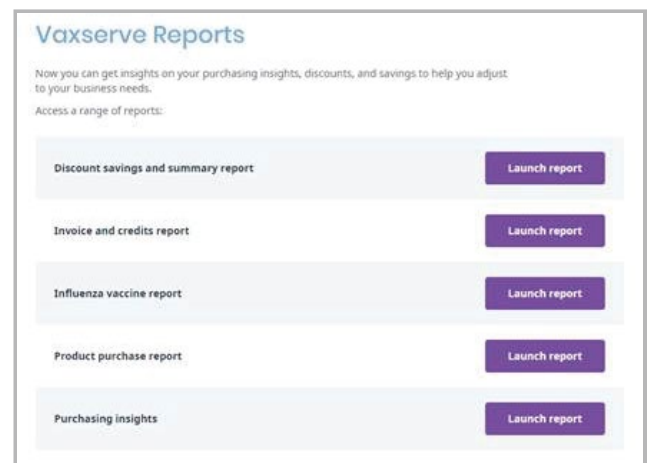 Vaxserve Reports
Now you can get insights on your purchasing insights, discounts, and savings to help you adjust
to your business needs.
Access a range of reports:
Discount savings and summary report
Launch report
Invoice and credits report
Launch report
Influenza vaccine report
Launch report
Product purchase report
Launch report
Purchasing insights
Launch report